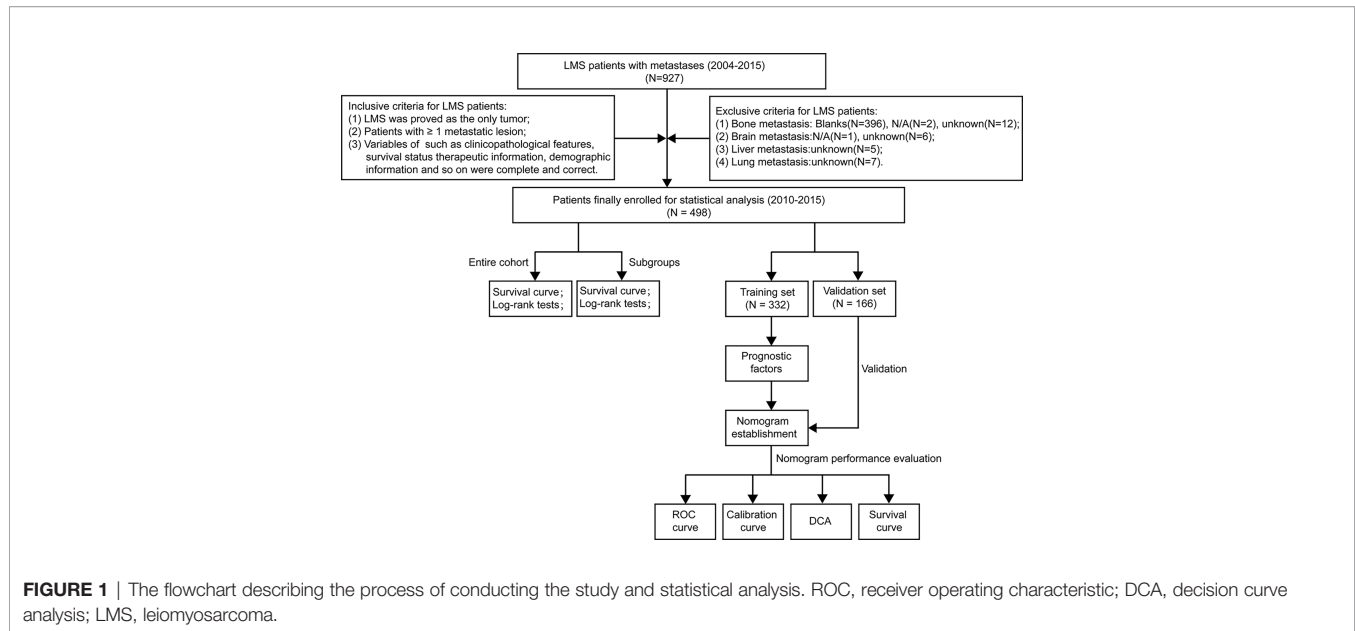 LMS patients with metastases (2004-2015)
(N=927)
Inclusive criteria for LMS patients:
(1) LMS was proved as the only tumor;
(2) Patients with ≥ 1 metastatic lesion;
(3) Variables of such as clinicopathological features,
survival status therapeutic information, demographic
information and so on were complete and correct.
Exclusive criteria for LMS patients:
(1) Bone metastasis: Blanks(N=396), N/A(N=2), unknown(N=12);
(2) Brain metastasis:N/A(N=1), unknown(N=6);
(3) Liver metastasis:unknown(N=5);
(4) Lung metastasis:unknown(N=7).
Patients finally enrolled for statistical analysis (2010-2015)
(N = 498)
Entire cohort
Subgroups
Survival curve;
Log-rank tests;
Survival curve;
Log-rank tests;
Training set
(N = 332)
Validation set
(N = 166)
Prognostic
factors
Validation
Nomogram
establishment
Nomogram performance evaluation
ROC
curve
Calibration
curve
DCA
Survival
curve
FIGURE 1 | The flowchart describing the process of conducting the study and statistical analysis. ROC, receiver operating characteristic; DCA, decision curve
analysis; LMS, leiomyosarcoma.